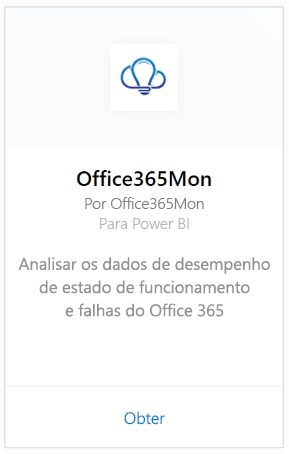 Office365Mon
Por Office365Mon
Para Power BI
Analisar os dados de desempenho
de estado de funcionamento
e falhas do Office 365
Obter